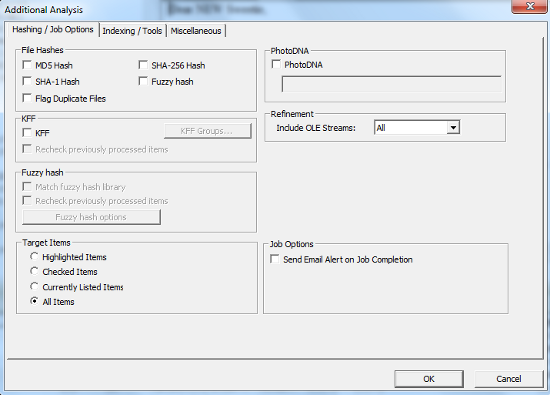 Additional Analysis
Hashing / Job Options
Indexing / Tools
Miscellaneous
File Hashes
MD5 Hash
SHA-256 Hash
SHA-1 Hash
Fuzzy hash
Flag Duplicate Files
KFF
KFF
KFF Groups...
Recheck previously processed items
Fuzzy hash
Match fuzzy hash library
Recheck previously processed items
Fuzzy hash options
Target Items
Highlighted Items
Checked Items
Currently Listed Items
All Items
PhotoDNA
PhotoDNA
Refinement
Include OLE Streams:
All
Job Options
Send Email Alert on Job Completion
OK
Cancel